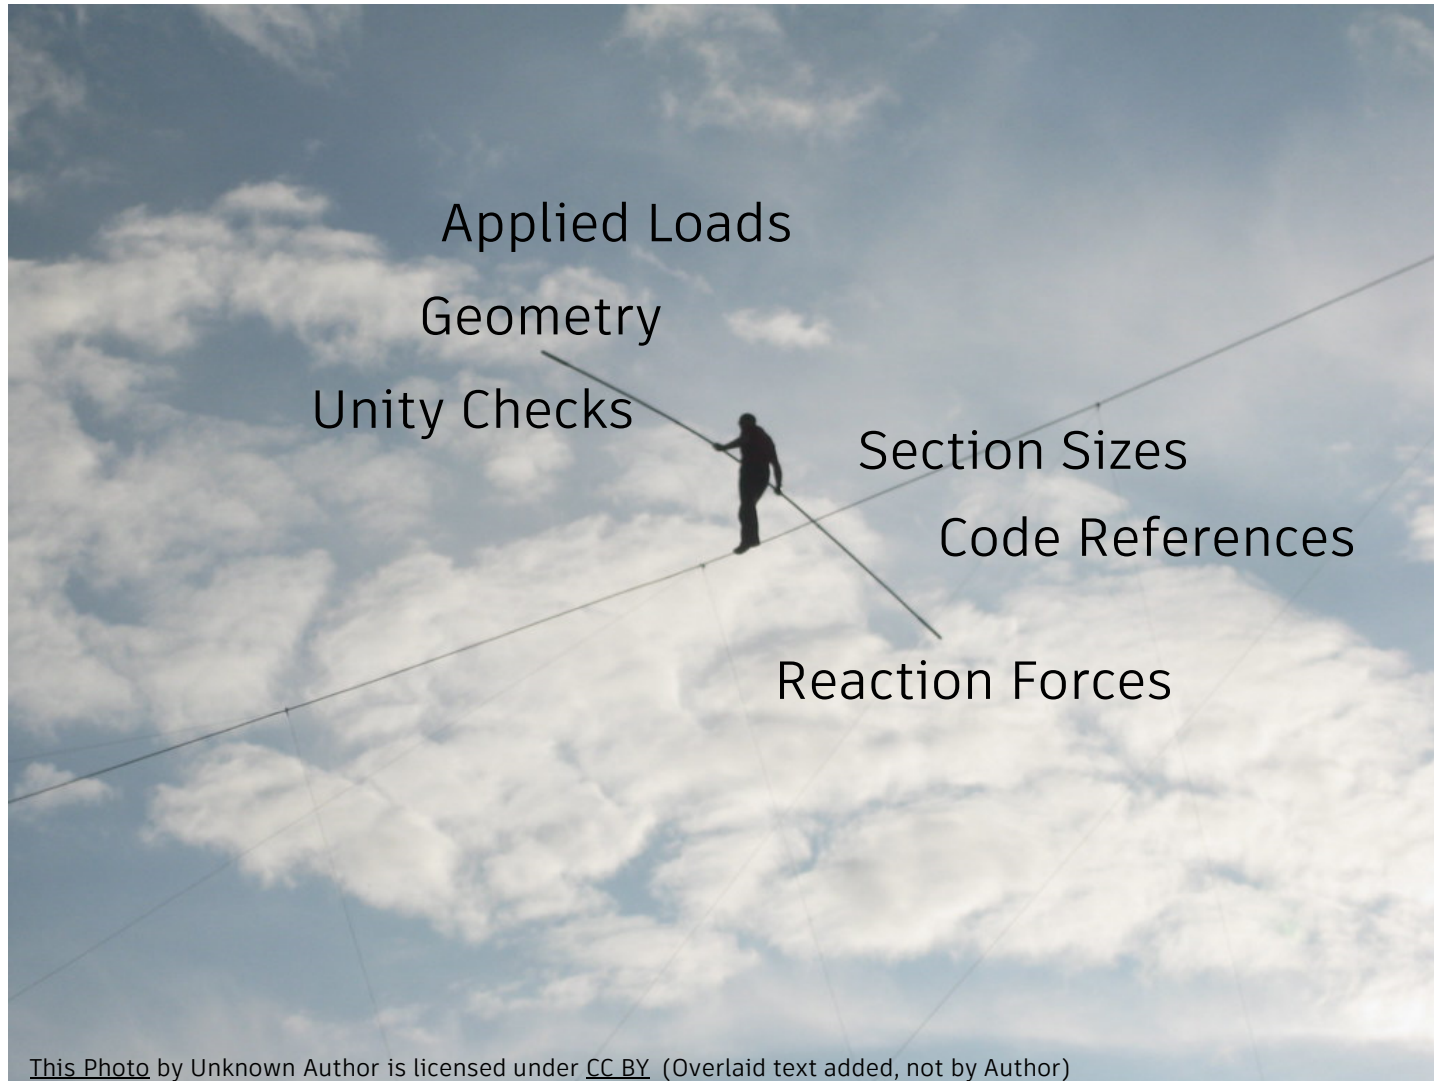 Applied Loads
Geometry
Unity Checks
Section Sizes
Code References
Reaction Forces
This Photo by Unknown Author is licensed under CC BY (Overlaid text added, not by Author)